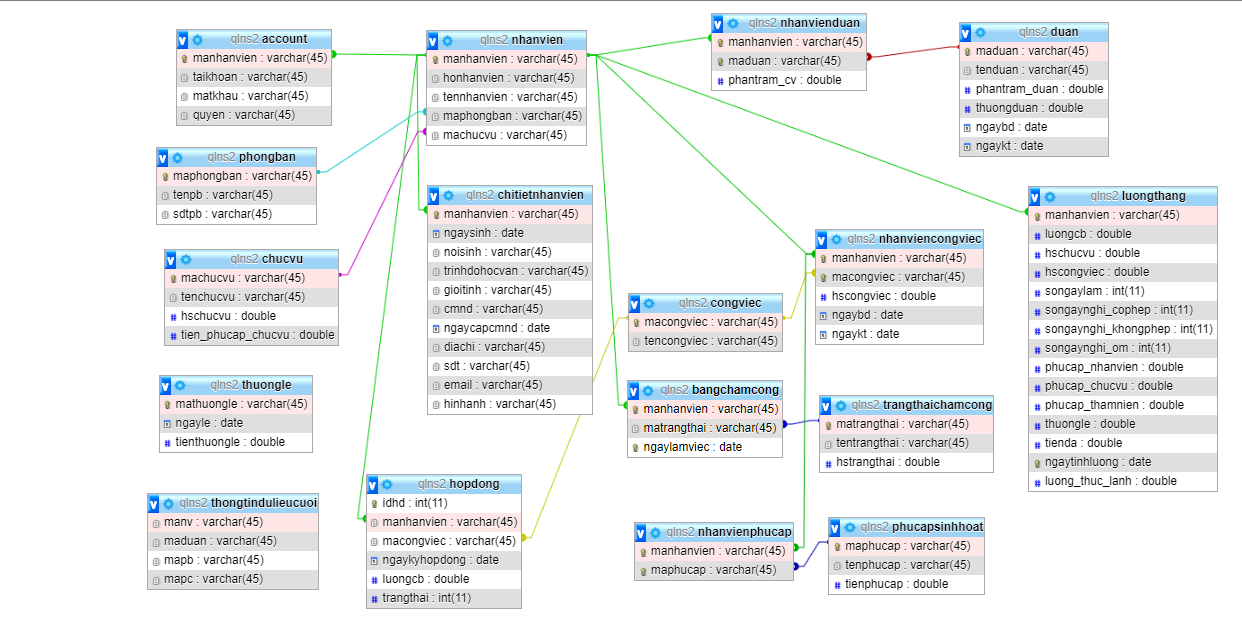 qlns2 account
manhanvien : varchar(45)
taikhoan : varchar(45)
matkhau : varchar(45)
quyen : varchar(45)
qlns2 nhanvien
manhanvien : varchar(45)
honhanvien : varchar(45)
tennhanvien : varchar(45)
maphongban : varchar(45)
machucvu : varchar(45)
qlns2 nhanvienduan
manhanvien : varchar(45)
maduan : varchar(45)
phantram_cv : double
qlns2 duan
maduan : varchar(45)
tenduan : varchar(45)
phantram_duan : double
thuongduan : double
ngaybd : date
ngaykt : date
qlns2 phongban
maphongban : varchar(45)
tenpb : varchar(45)
sdtpb : varchar(45)
qlns2 chitietnhanvien
manhanvien : varchar(45)
ngaysinh : date
noisinh : varchar(45)
trinhdohocvan : varchar(45)
gioitinh : varchar(45)
cmnd : varchar(45)
ngaycapcmnd : date
diachi : varchar(45)
sdt : varchar(45)
email : varchar(45)
hinhanh : varchar(45)
qlns2 luongthang
manhanvien : varchar(45)
luongcb : double
hschucvu : double
hscongviec : double
songaylam : int(11)
songaynghi_cophep : int(11)
songaynghi_khongphep : int(11)
songaynghi_om : int(11)
phucap_nhanvien : double
phucap_chucvu : double
phucap_thamnien : double
thuongle : double
tienda : double
ngaytinhluong : date
luong_thuc_lanh : double
qlns2 chucvu
machucvu : varchar(45)
tenchucvu : varchar(45)
hschucvu : double
tien_phucap_chucvu : double
qlns2 nhanviencongviec
manhanvien : varchar(45)
macongviec : varchar(45)
hscongviec : double
ngaybd : date
ngaykt : date
qlns2 congviec
macongviec : varchar(45)
tencongviec : varchar(45)
qlns2 thuongle
mathuongle : varchar(45)
ngayle : date
tienthuongle : double
qlns2 bangchamcong
manhanvien : varchar(45)
matrangthai : varchar(45)
ngaylamviec : date
qlns2 trangthaichamcong
matrangthai : varchar(45)
tentrangthai : varchar(45)
hstrangthai : double
qlns2 thongtindulieucuoi
manv : varchar(45)
maduan : varchar(45)
mapb : varchar(45)
mapc : varchar(45)
qlns2 hopdong
idhd : int(11)
manhanvien : varchar(45)
macongviec : varchar(45)
ngaykyhopdong : date
luongcb : double
trangthai : int(11)
qlns2 nhanvienphucap
manhanvien : varchar(45)
maphucap : varchar(45)
qlns2 phucapsinhhoat
maphucap : varchar(45)
tenphucap : varchar(45)
tienphucap : double